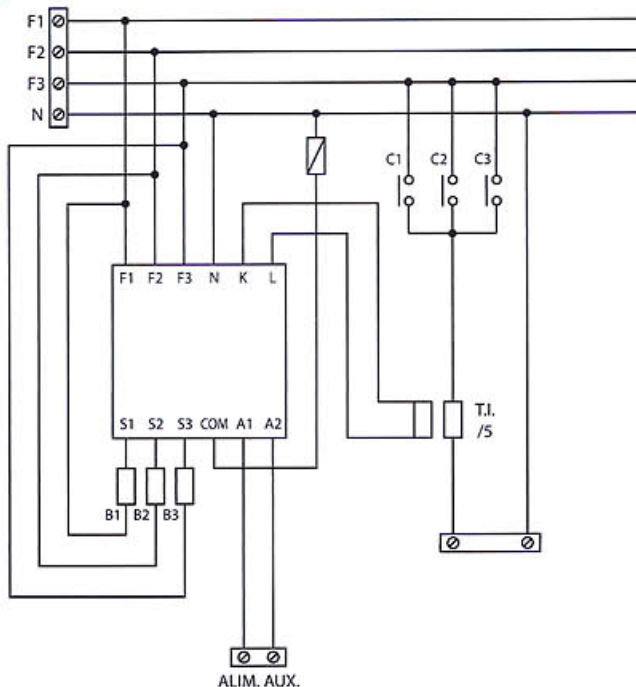 F1
F2
F3
N
C1 C2 C3
F1 F2 F3 N K L
T.I.
/5
S1 S2 S3 COM A1 A2
B1 B2 B3
ALIM. AUX.